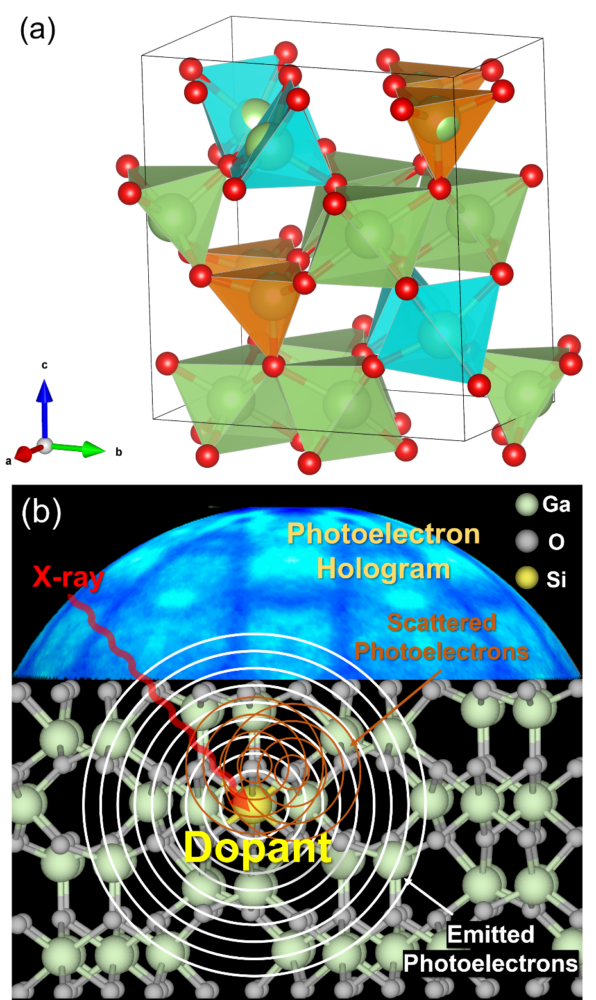 (a)
c
b
a
(b)
Ga
Photoelectron
Hologram
O
X-ray
Si
Scattered
Photoelectrons
Dopant
Emitted
Photoelectrons